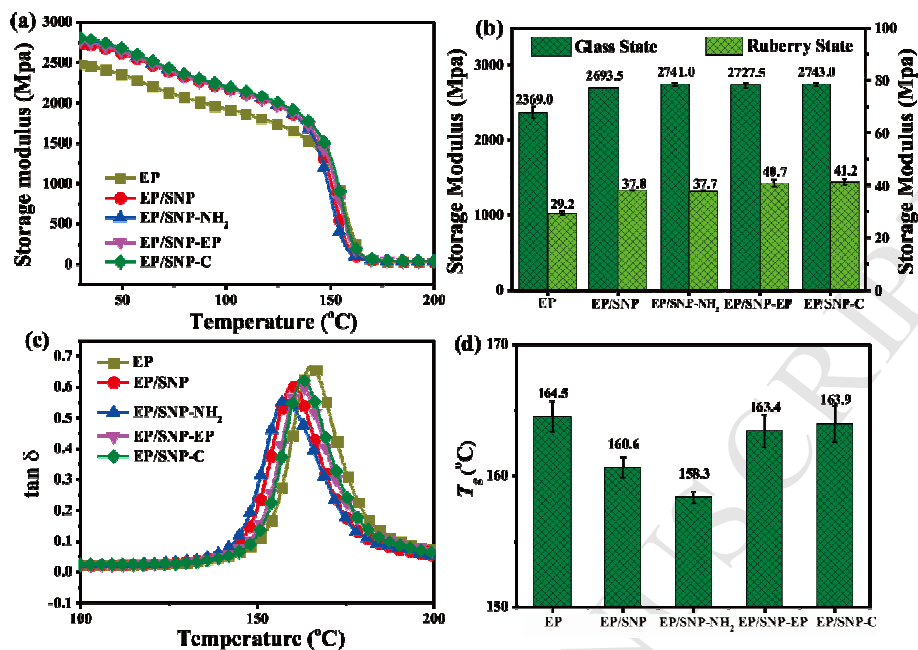 (a)
3000
2500
2000
1500
1000
500
0
Storage modulus (Mpa)
EP
EP/SNP
EP/SNP-NH2
EP/SNP-EP
EP/SNP-C
50
100
150
200
Temperature (°C)
(b)
Glass State
Ruberry State
3000
2000
1000
0
Storage Modulus (Mpa)
100
80
60
40
20
0
Storage Modulus (Mpa)
2369.0
2693.5
2741.0
2727.5
2743.0
29.2
37.8
37.7
40.7
41.2
EP
EP/SNP
EP/SNP-NH2
EP/SNP-EP
EP/SNP-C
(c)
0.7
0.6
0.5
0.4
0.3
0.2
0.1
0.0
-0.1
tan δ
EP
EP/SNP
EP/SNP-NH2
EP/SNP-EP
EP/SNP-C
100
150
200
Temperature (°C)
(d)
170
160
150
Tg(°C)
164.5
160.6
158.3
163.4
163.9
EP
EP/SNP
EP/SNP-NH2
EP/SNP-EP
EP/SNP-C